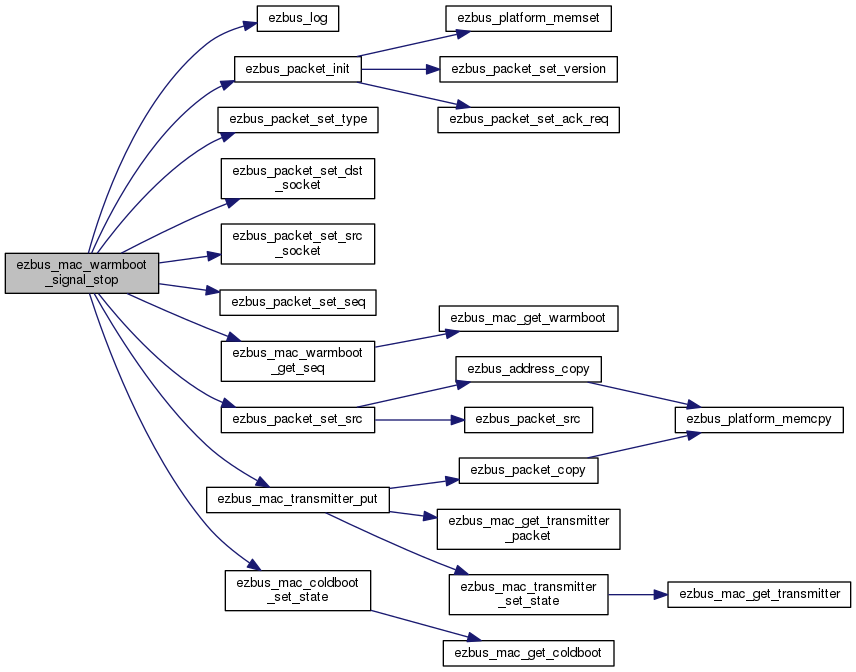 ezbus_log
ezbus_platform_memset
ezbus_packet_init
ezbus_packet_set_version
ezbus_packet_set_type
ezbus_packet_set_ack_req
ezbus_packet_set_dst
_socket
ezbus_packet_set_src
_socket
ezbus_mac_warmboot
_signal_stop
ezbus_packet_set_seq
ezbus_mac_get_warmboot
ezbus_mac_warmboot
_get_seq
ezbus_address_copy
ezbus_packet_set_src
ezbus_packet_src
ezbus_platform_memcpy
ezbus_packet_copy
ezbus_mac_transmitter_put
ezbus_mac_get_transmitter
_packet
ezbus_mac_coldboot
_set_state
ezbus_mac_transmitter
_set_state
ezbus_mac_get_transmitter
ezbus_mac_get_coldboot